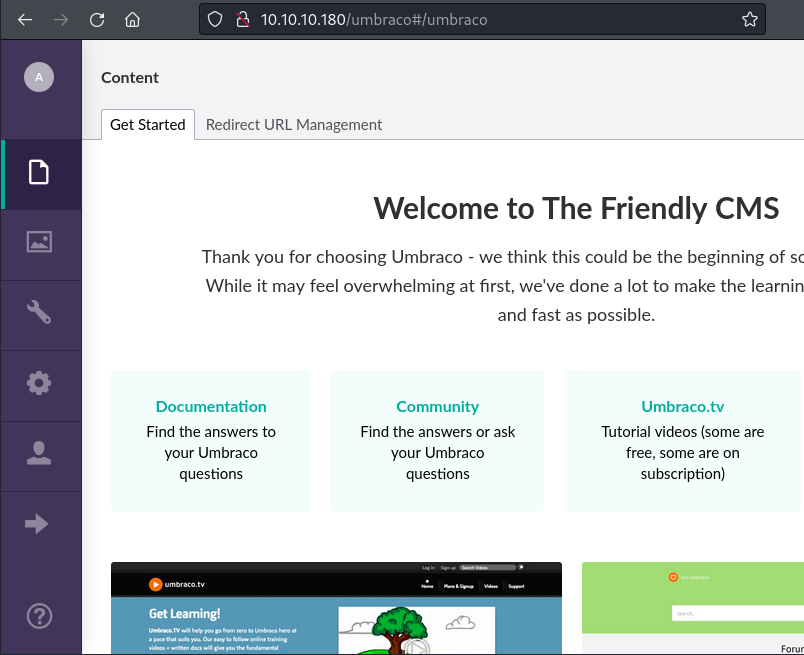 10.10.10.180/umbraco#/umbraco
A
Content
Get Started Redirect URL Management
Welcome to The Friendly CMS
Thank you for choosing Umbraco - we think this could be the beginning of
While it may feel overwhelming at first, we've done a lot to make the
and fast as possible.
Documentation
Find the answers to
your Umbraco
questions
Community
Find the answers or ask
your Umbraco
questions
Umbraco.tv
Tutorial videos (some are
free, some are on
subscription)
Log in Sign up Search Videos
umbraco.tv
Home Plans & Signup Videos Support
Get Learning!
Umbraco.TV will help you go from zero to Umbraco hero at
a pace that suits you. Our easy to follow online training
videos + written docs will give you the fundamental
Our Umbraco
Search